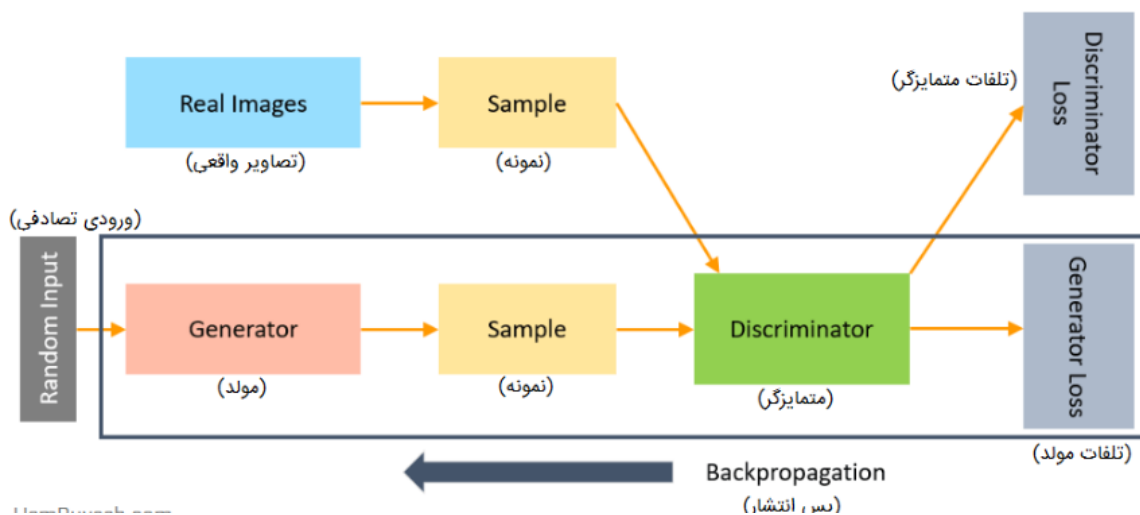 Real Images
(تصاویر واقعی)
Sample
(نمونه)
(تلفات متمایزگر)
Discriminator
Loss
(ورودی تصادفی)
Random Input
Generator
(مولد)
Sample
(نمونه)
Discriminator
(متمایزگر)
Generator Loss
(تلفات مولد)
Backpropagation
(پس انتشار)